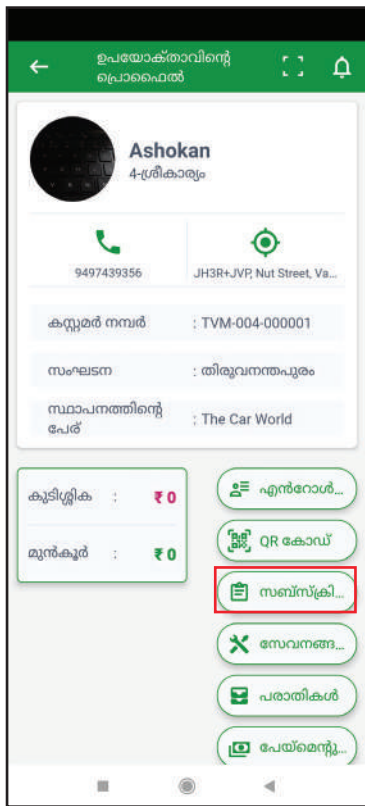 ഉപയോക്താവിന്റെ
പ്രൊഫൈൽ
Ashokan
4-ശ്രീകാര്യം
9497439356
JH3R+JVP, Nut Street, Va...
കസ്റ്റമർ നമ്പർ : TVM-004-000001
സംഘടന : തിരുവനന്തപുരം
സ്ഥാപനത്തിന്റെ
പേര് : The Car World
കുടിശ്ശിക : ₹ 0
മുൻകൂർ : ₹ 0
എൻറോൾ...
QR കോഡ്
സബ്സ്ക്രി...
സേവനങ്ങ...
പരാതികൾ
പേയ്മെന്റു...